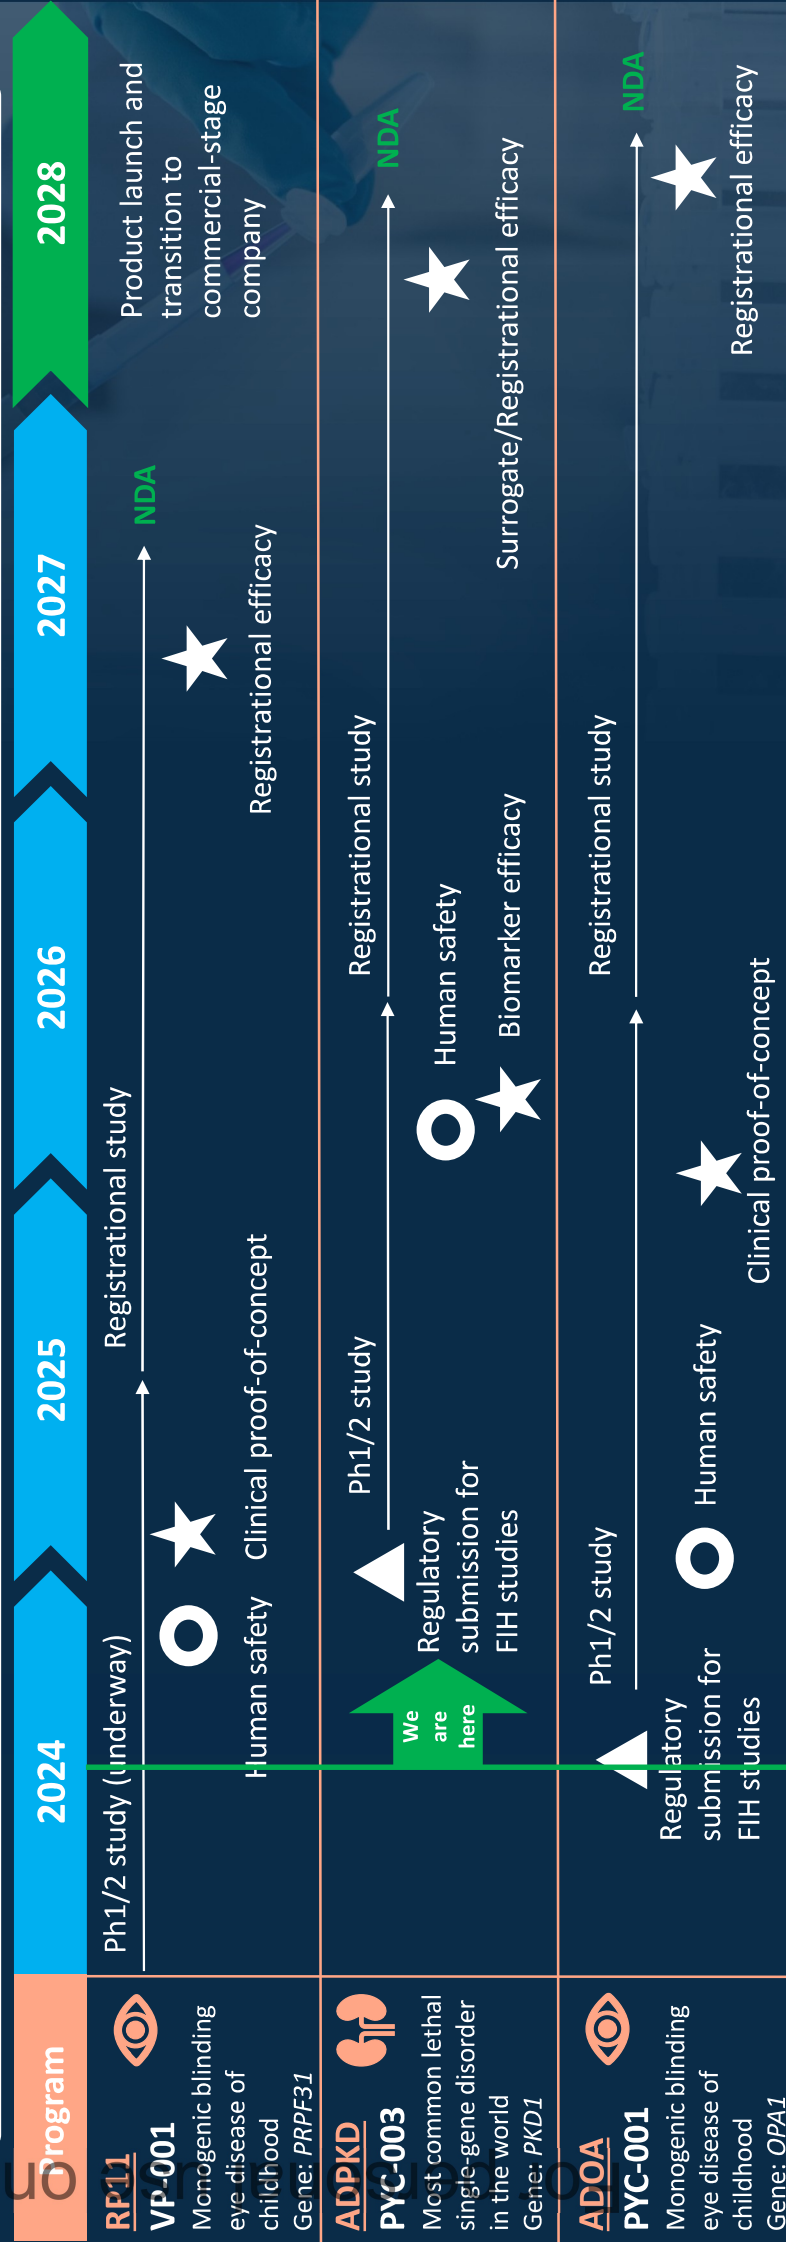 Program
2024
2025
2026
2027
2028
RP11
VP-001
Monogenic blinding
eye disease of
childhood
Gene: PRPF31
Ph1/2 study (underway)
Human safety
Clinical proof-of-concept
Registrational study
Registrational efficacy
NDA
Product launch and
transition to
commercial-stage
company
ADPKD
PYC-003
Most common lethal
single-gene disorder
in the world
Gene: PKD1
We
are
here
Regulatory
submission for
FIH studies
Ph1/2 study
Human safety
Biomarker efficacy
Registrational study
Surrogate/Registrational efficacy
NDA
ADOA
PYC-001
Monogenic blinding
eye disease of
childhood
Gene: OPA1
Regulatory
submission for
FIH studies
Ph1/2 study
Human safety
Clinical proof-of-concept
Registrational study
Registrational efficacy
NDA
For personal use on